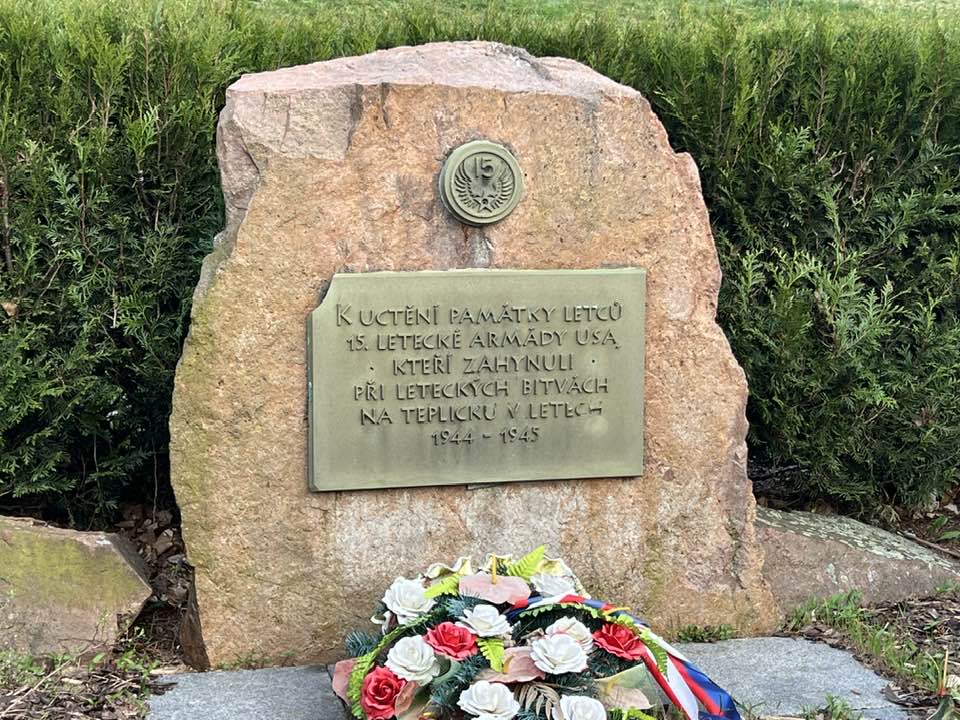 15
K UCTĚNÍ PAMÁTKY LETCŮ
15. LETECKÉ ARMÁDY USA
· KTEŘÍ ZAHYNULI ·
PŘI LETECKÝCH BITVÁCH
NA TEPLICKU V LETECH
1944 - 1945